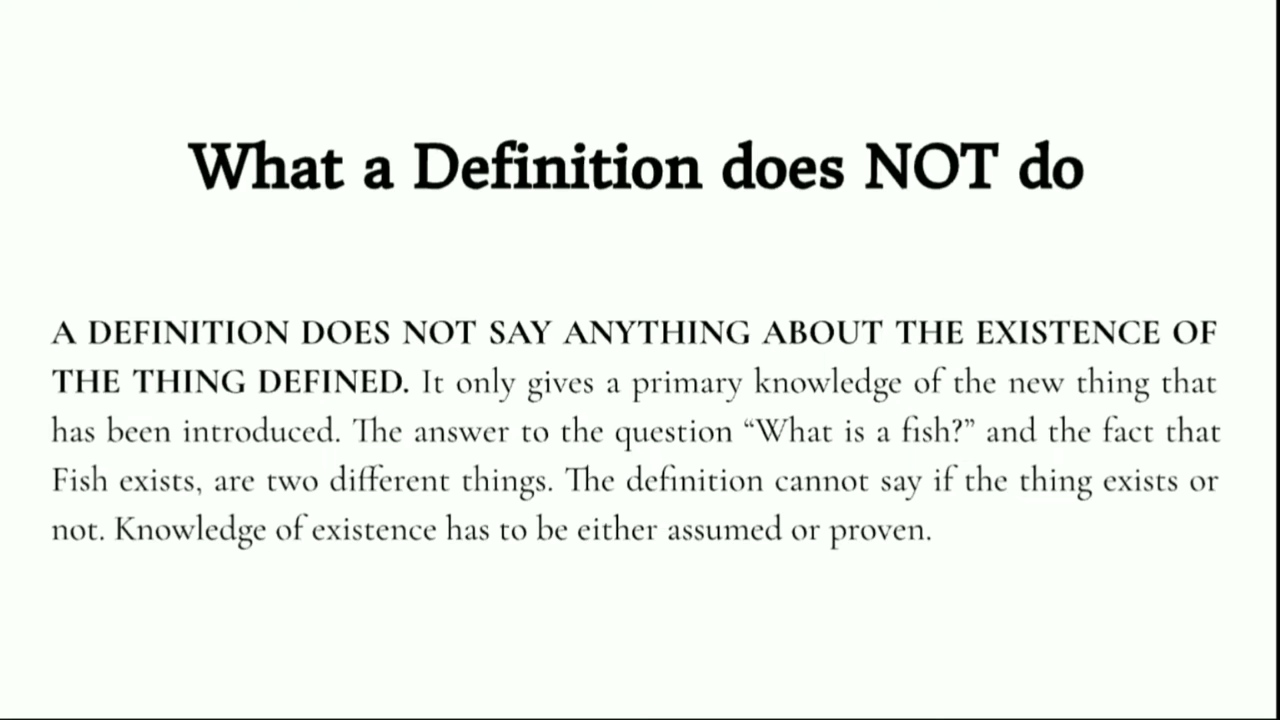 What a Definition does NOT do
A DEFINITION DOES NOT SAY ANYTHING ABOUT THE EXISTENCE OF
THE THING DEFINED. It only gives a primary knowledge of the new thing that
has been introduced. The answer to the question “What is a fish?” and the fact that
Fish exists, are two different things. The definition cannot say if the thing exists or
not. Knowledge of existence has to be either assumed or proven.